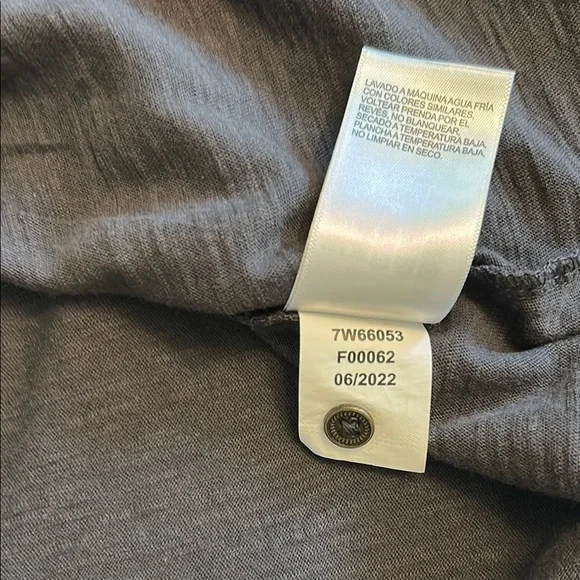 LAVADO A MÁQUINA AGUA FRÍA
CON COLORES SIMILARES,
VOLTEAR PRENDA POR EL
REVÉS, NO BLANQUEAR,
SECADO A TEMPERATURA BAJA,
PLANCHA A TEMPERATURA BAJA,
NO LIMPIAR EN SECO.
7W66053
F00062
06/2022